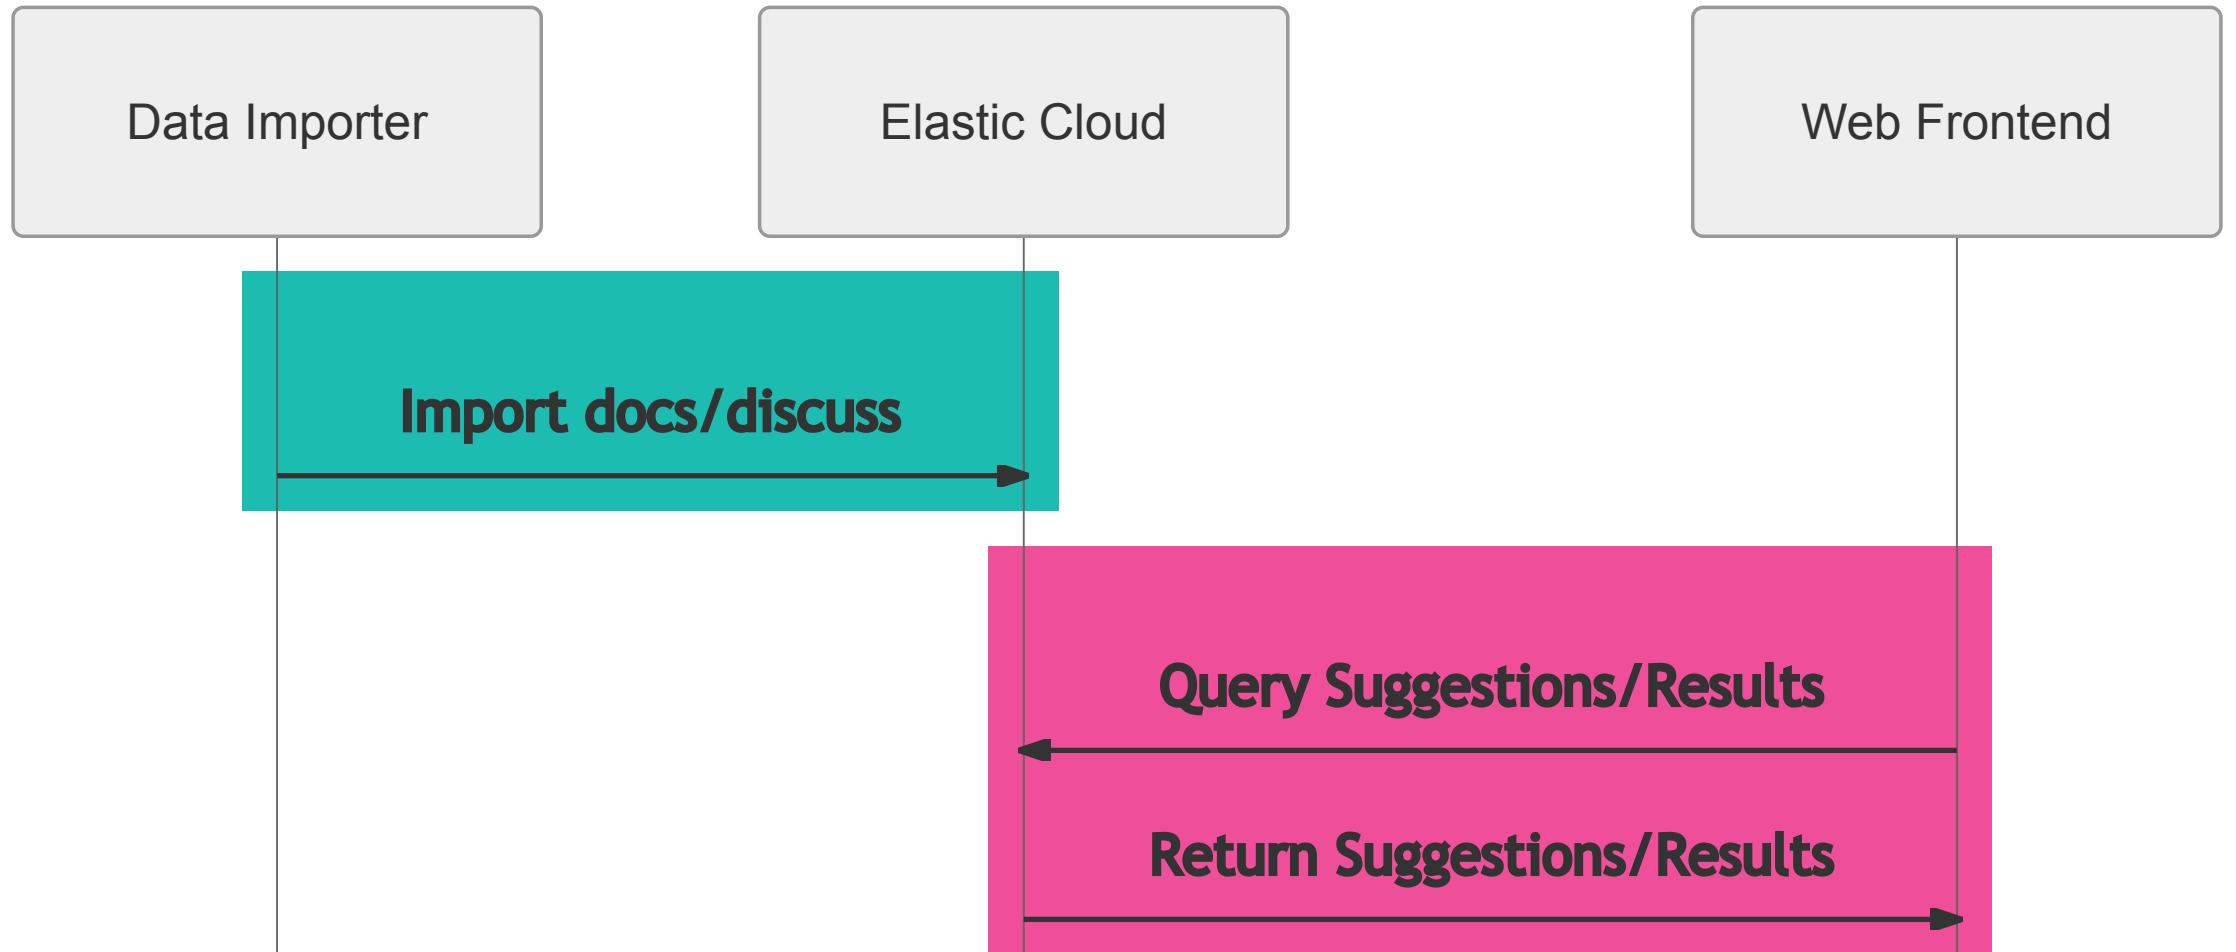 Data Importer
Elastic Cloud
Web Frontend
Import docs/discuss
Query Suggestions/Results
Return Suggestions/Results